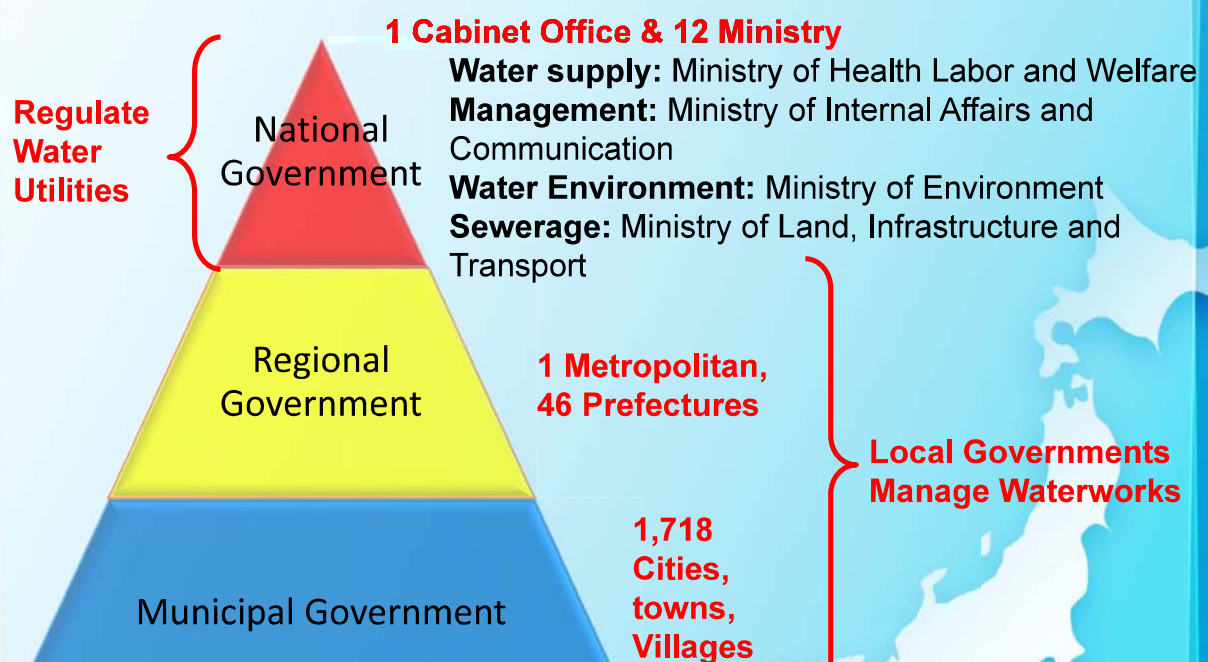 1 Cabinet Office & 12 Ministry
Water supply: Ministry of Health Labor and Welfare
Management: Ministry of Internal Affairs and
Communication
Water Environment: Ministry of Environment
Sewerage: Ministry of Land, Infrastructure and
Transport
Regulate
Water
Utilities
National
Government
Regional
Government
1 Metropolitan,
46 Prefectures
Local Governments
Manage Waterworks
Municipal Government
1,718
Cities,
towns,
Villages